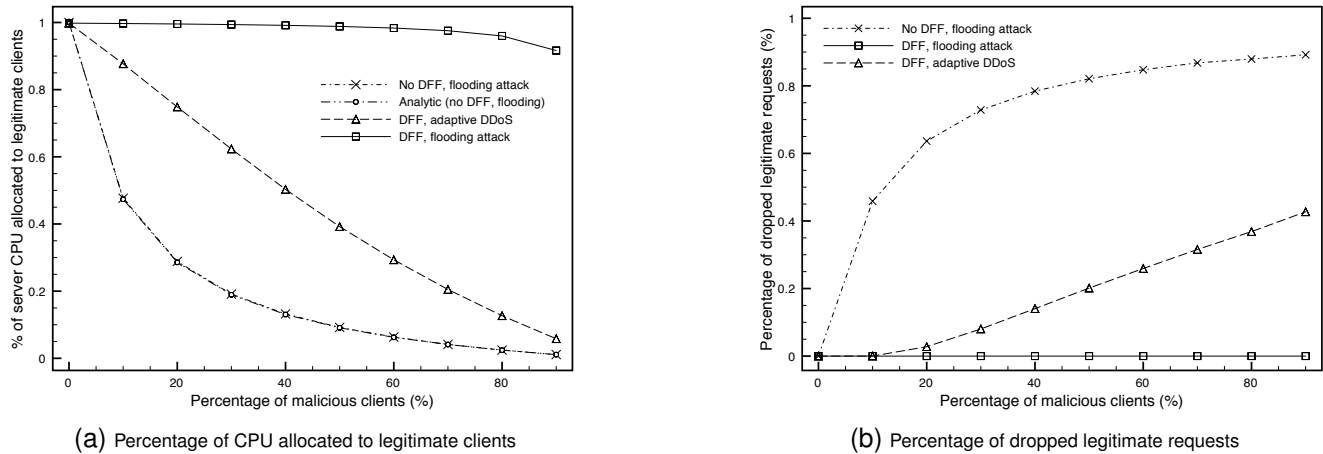 % of server CPU allocated to legitimate clients
1
0.8
0.6
0.4
0.2
0
No DFF, flooding attack
Analytic (no DFF, flooding)
DFF, adaptive DDoS
DFF, flooding attack
0 20 40 60 80
Percentage of malicious clients (%)
(a) Percentage of CPU allocated to legitimate clients
Percentage of dropped legitimate requests (%)
1
0.8
0.6
0.4
0.2
0
No DFF, flooding attack
DFF, flooding attack
DFF, adaptive DDoS
0 20 40 60 80
Percentage of malicious clients (%)
(b) Percentage of dropped legitimate requests